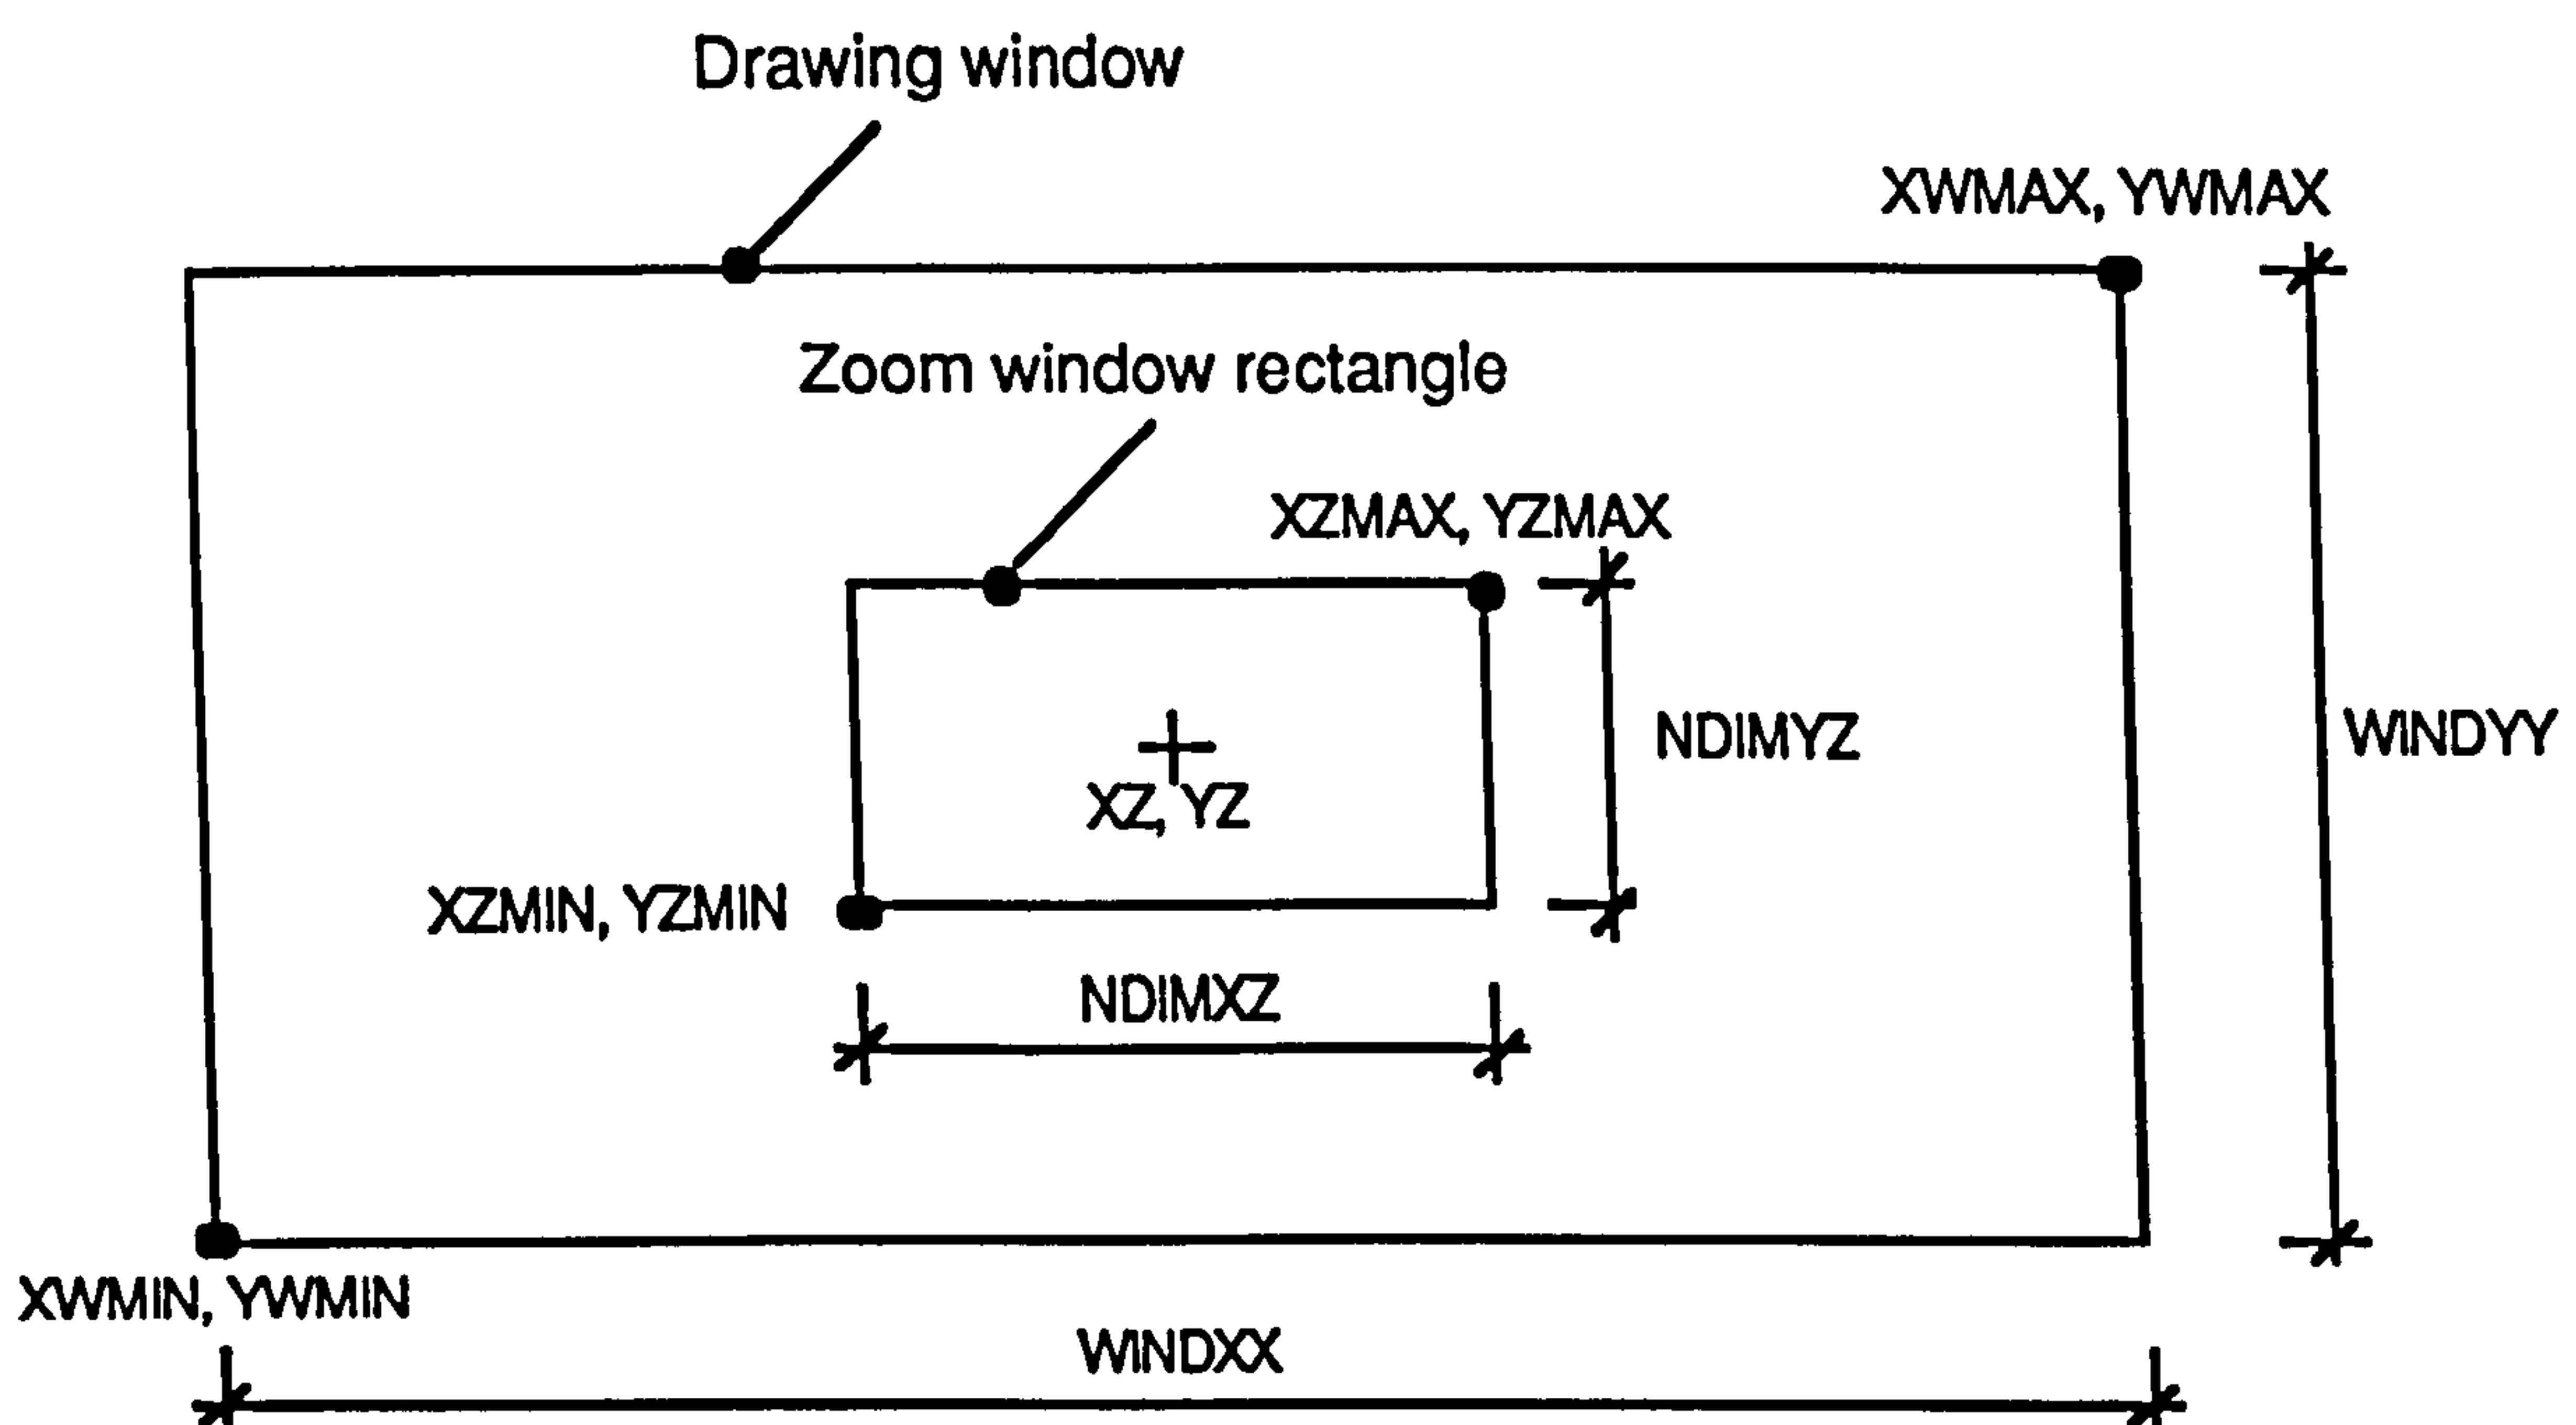 Drawing window
XWMAX, YWMAX
Zoom window rectangle
XZMAX, YZMAX
NDIMYZ
WINDYY
XZ, YZ
XZMIN, YZMIN
NDIMXZ
XWMIN, YWMIN
WINDXX